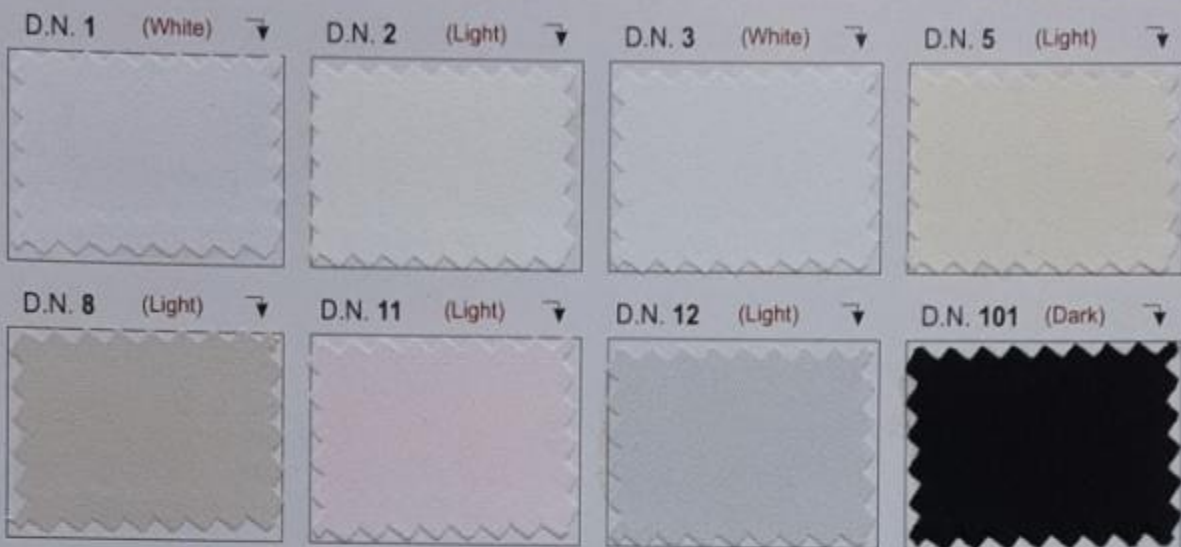 D.N. 1 (White)
D.N. 2 (Light)
D.N. 3 (White)
D.N. 5 (Light)
D.N. 8 (Light)
D.N. 11 (Light)
D.N. 12 (Light)
D.N. 101 (Dark)